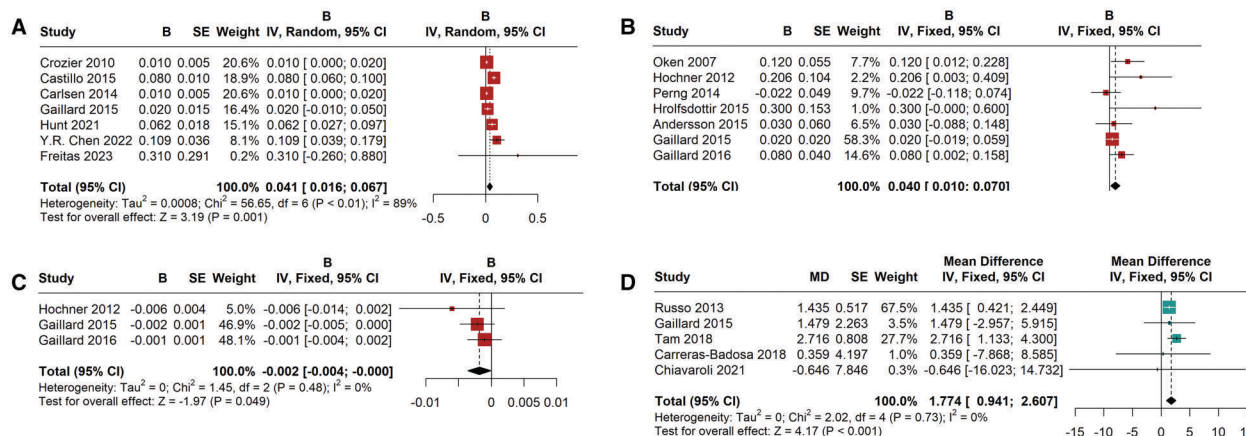 A
B B
Study B SE Weight IV, Random, 95% CI IV, Random, 95% CI
Crozier 2010 0.010 0.005 20.6% 0.010 [ 0.000; 0.020]
Castillo 2015 0.080 0.010 18.9% 0.080 [ 0.060; 0.100]
Carlsen 2014 0.010 0.005 20.6% 0.010 [ 0.000; 0.020]
Gaillard 2015 0.020 0.015 16.4% 0.020 [-0.010; 0.050]
Hunt 2021 0.062 0.018 15.1% 0.062 [ 0.027; 0.097]
Y.R. Chen 2022 0.109 0.036 8.1% 0.109 [ 0.039; 0.179]
Freitas 2023 0.310 0.291 0.2% 0.310 [-0.260; 0.880]
Total (95% CI) 100.0% 0.041 [ 0.016; 0.067]
Heterogeneity: Tau² = 0.0008; Chi² = 56.65, df = 6 (P < 0.01); I² = 89%
Test for overall effect: Z = 3.19 (P = 0.001)
-0.5 0 0.5
B
B B
Study B SE Weight IV, Fixed, 95% CI IV, Fixed, 95% CI
Oken 2007 0.120 0.055 7.7% 0.120 [ 0.012; 0.228]
Hochner 2012 0.206 0.104 2.2% 0.206 [ 0.003; 0.409]
Perng 2014 -0.022 0.049 9.7% -0.022 [-0.118; 0.074]
Hrolfsdottir 2015 0.300 0.153 1.0% 0.300 [-0.000; 0.600]
Andersson 2015 0.030 0.060 6.5% 0.030 [-0.088; 0.148]
Gaillard 2015 0.020 0.020 58.3% 0.020 [-0.019; 0.059]
Gaillard 2016 0.080 0.040 14.6% 0.080 [ 0.002; 0.158]
Total (95% CI) 100.0% 0.040 [ 0.010; 0.070]
C
B B
Study B SE Weight IV, Fixed, 95% CI IV, Fixed, 95% CI
Hochner 2012 -0.006 0.004 5.0% -0.006 [-0.014; 0.002]
Gaillard 2015 -0.002 0.001 46.9% -0.002 [-0.005; 0.000]
Gaillard 2016 -0.001 0.001 48.1% -0.001 [-0.004; 0.002]
Total (95% CI) 100.0% -0.002 [-0.004; -0.000]
Heterogeneity: Tau² = 0; Chi² = 1.45, df = 2 (P = 0.48); I² = 0%
Test for overall effect: Z = -1.97 (P = 0.049)
-0.01 0 0.005 0.01
D
Mean Difference Mean Difference
Study MD SE Weight IV, Fixed, 95% CI IV, Fixed, 95% CI
Russo 2013 1.435 0.517 67.5% 1.435 [ 0.421; 2.449]
Gaillard 2015 1.479 2.263 3.5% 1.479 [ -2.957; 5.915]
Tam 2018 2.716 0.808 27.7% 2.716 [ 1.133; 4.300]
Carreras-Badosa 2018 0.359 4.197 1.0% 0.359 [ -7.868; 8.585]
Chiavaroli 2021 -0.646 7.846 0.3% -0.646 [-16.023; 14.732]
Total (95% CI) 100.0% 1.774 [ 0.941; 2.607]
Heterogeneity: Tau² = 0; Chi² = 2.02, df = 4 (P = 0.73); I² = 0%
Test for overall effect: Z = 4.17 (P < 0.001)
-15 -10 -5 0 5 10 15